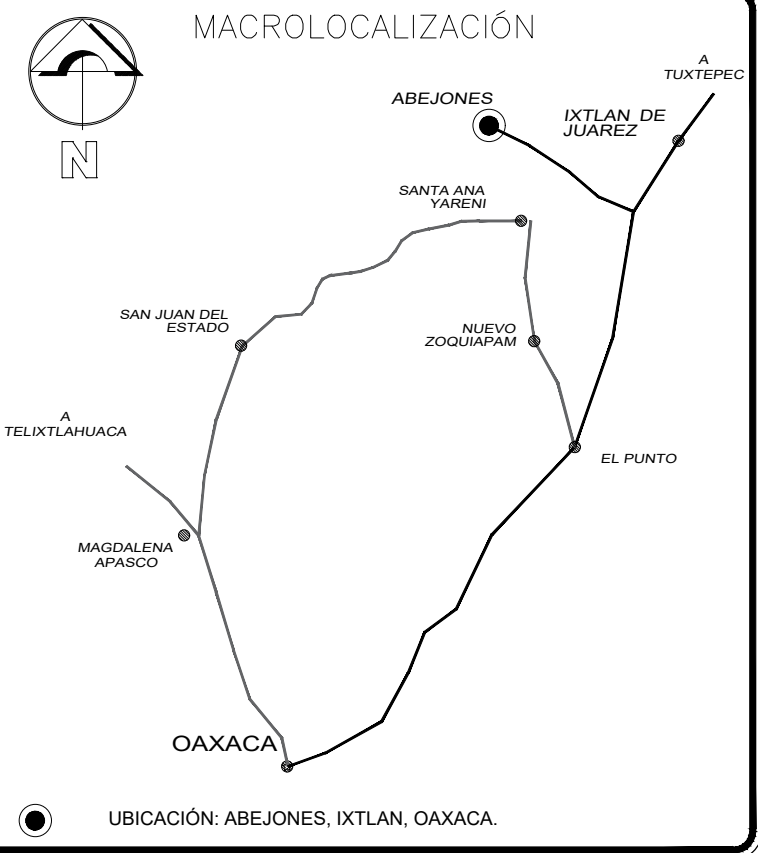 MACROLOCALIZACIÓN
N
A
TUXTEPEC
ABEJONES
IXTLAN DE
JUAREZ
SANTA ANA
YARENI
SAN JUAN DEL
ESTADO
NUEVO
ZOQUIAPAM
A
TELIXTLAHUACA
EL PUNTO
MAGDALENA
APASCO
OAXACA
UBICACIÓN: ABEJONES, IXTLAN, OAXACA.